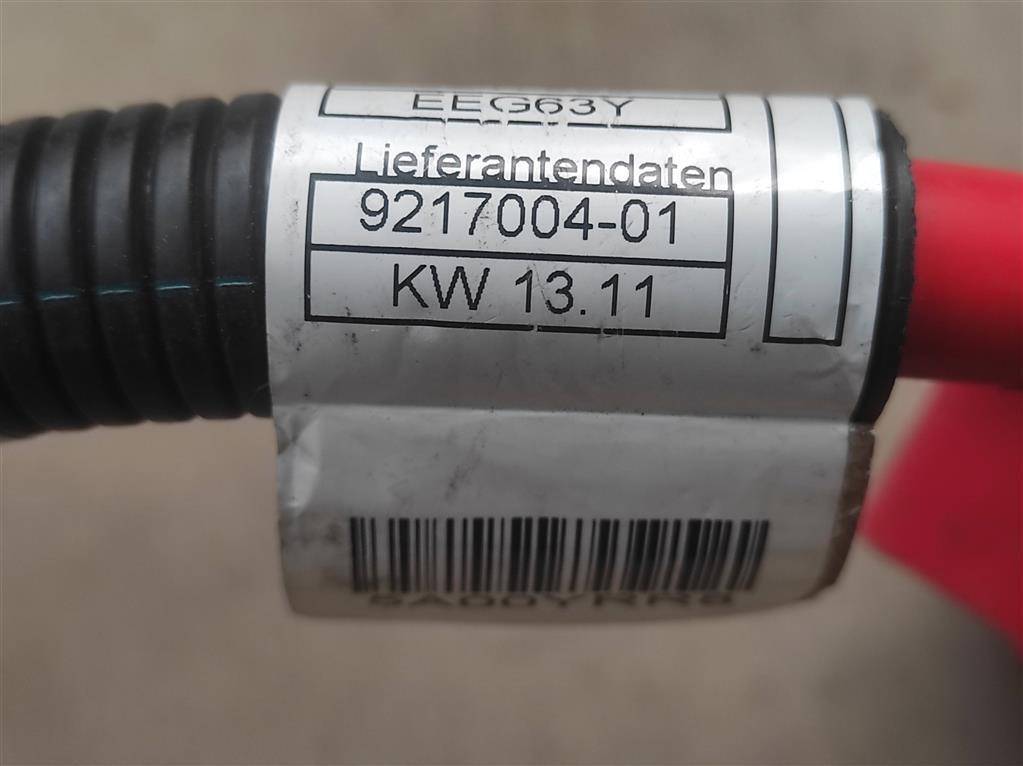 EEG63Y
Lieferantendaten
9217004-01
KW 13.11